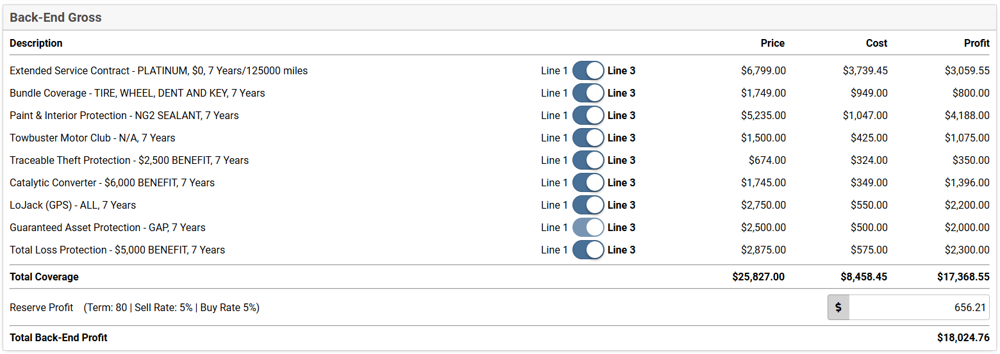 Back-End Gross
Description Price Cost Profit
Extended Service Contract - PLATINUM, $0, 7 Years/125000 miles Line 1 Line 3 $6,799.00 $3,739.45 $3,059.55
Bundle Coverage - TIRE, WHEEL, DENT AND KEY, 7 Years Line 1 Line 3 $1,749.00 $949.00 $800.00
Paint & Interior Protection - NG2 SEALANT, 7 Years Line 1 Line 3 $5,235.00 $1,047.00 $4,188.00
Towbuster Motor Club - N/A, 7 Years Line 1 Line 3 $1,500.00 $425.00 $1,075.00
Traceable Theft Protection - $2,500 BENEFIT, 7 Years Line 1 Line 3 $674.00 $324.00 $350.00
Catalytic Converter - $6,000 BENEFIT, 7 Years Line 1 Line 3 $1,745.00 $349.00 $1,396.00
LoJack (GPS) - ALL, 7 Years Line 1 Line 3 $2,750.00 $550.00 $2,200.00
Guaranteed Asset Protection - GAP, 7 Years Line 1 Line 3 $2,500.00 $500.00 $2,000.00
Total Loss Protection - $5,000 BENEFIT, 7 Years Line 1 Line 3 $2,875.00 $575.00 $2,300.00
Total Coverage $25,827.00 $8,458.45 $17,368.55
Reserve Profit (Term: 80 | Sell Rate: 5% | Buy Rate 5%) $ 656.21
Total Back-End Profit $18,024.76